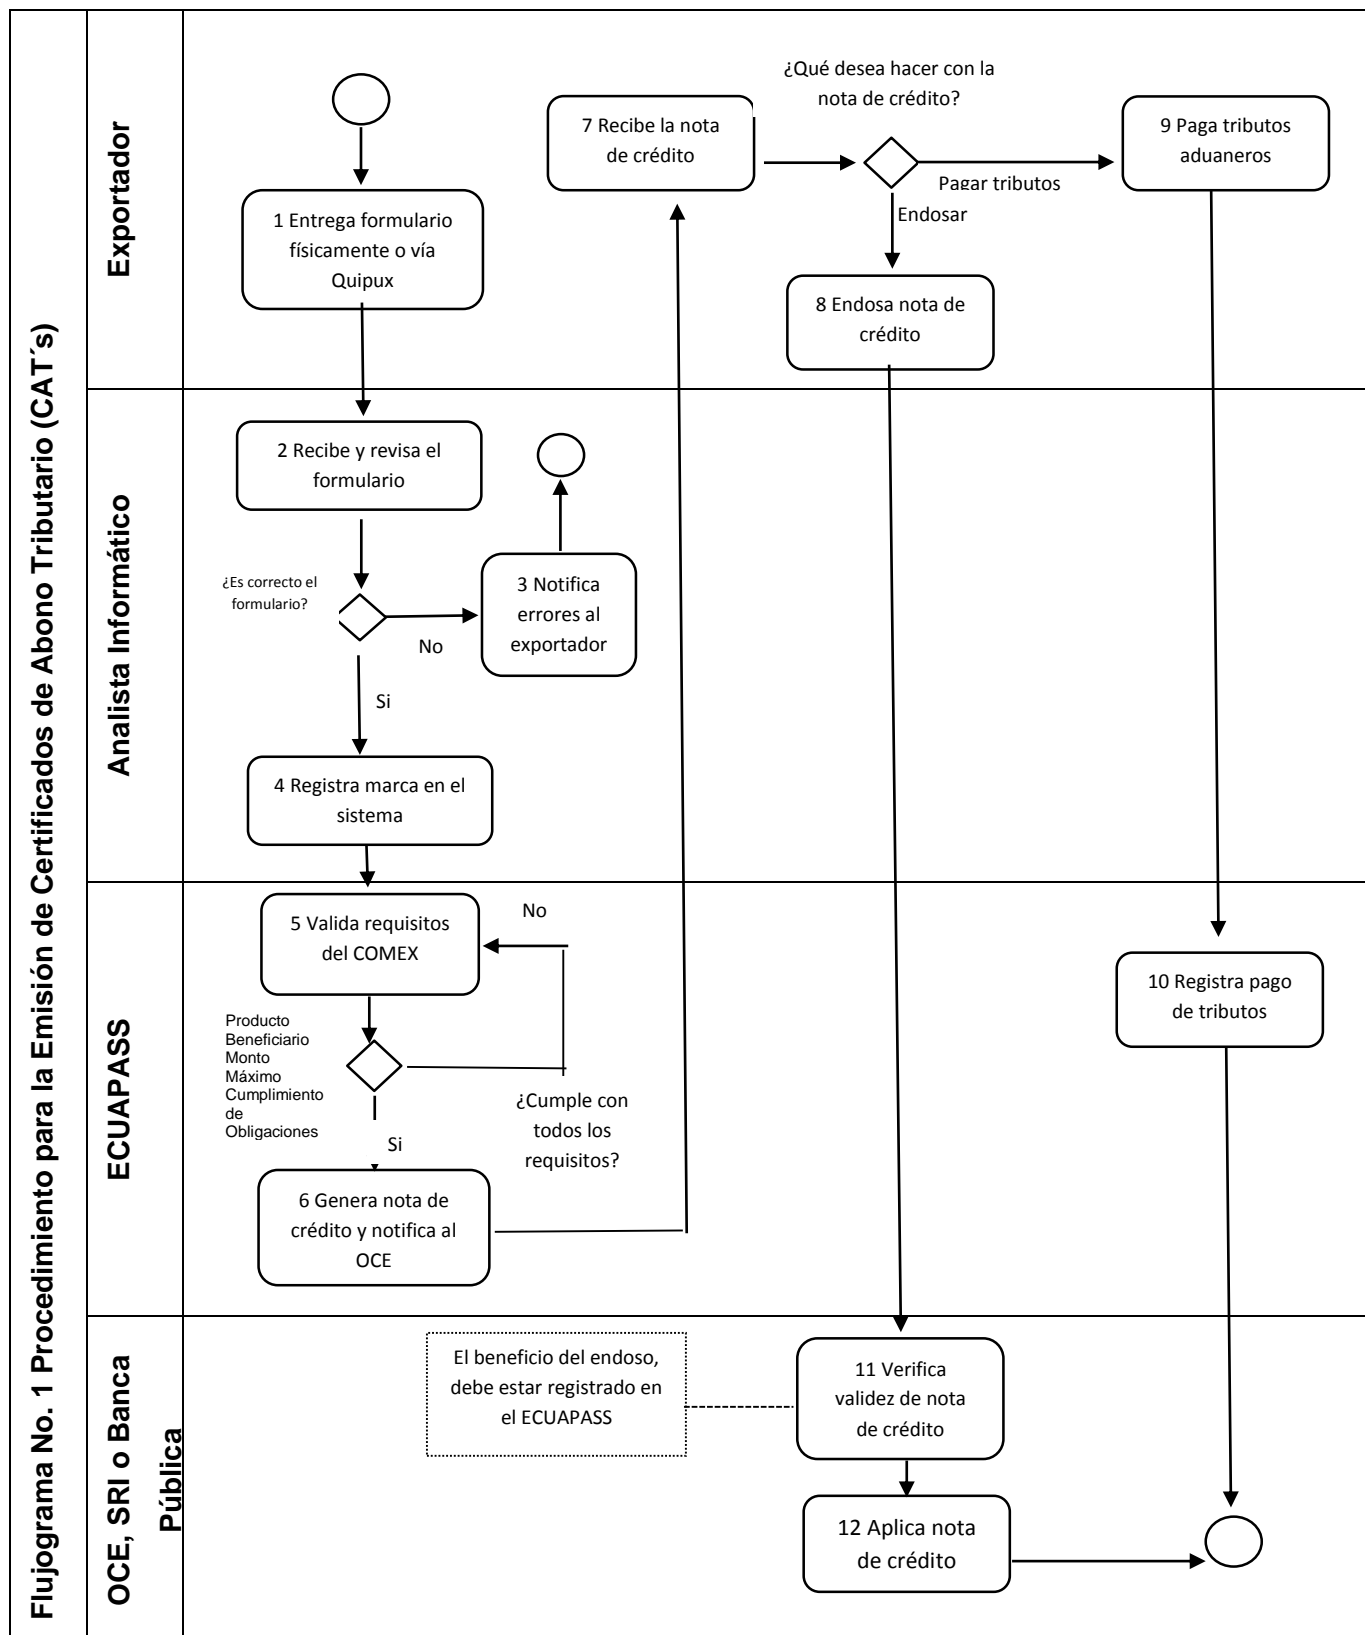 Flujograma No. 1 Procedimiento para la Emisión de Certificados de Abono Tributario (CAT´s)
Exportador
1 Entrega formulario
físicamente o vía
Quipux
7 Recibe la nota
de crédito
¿Qué desea hacer con la
nota de crédito?
Pagar tributos
Endosar
9 Paga tributos
aduaneros
8 Endosa nota de
crédito
Analista Informático
2 Recibe y revisa el
formulario
¿Es correcto el
formulario?
No
3 Notifica
errores al
exportador
Si
4 Registra marca en el
sistema
ECUAPASS
5 Valida requisitos
del COMEX
No
Producto
Beneficiario
Monto
Máximo
Cumplimiento
de
Obligaciones
¿Cumple con
todos los
requisitos?
Si
6 Genera nota de
crédito y notifica al
OCE
10 Registra pago
de tributos
OCE, SRI o Banca
Pública
El beneficio del endoso,
debe estar registrado en
el ECUAPASS
11 Verifica
validez de nota
de crédito
12 Aplica nota
de crédito